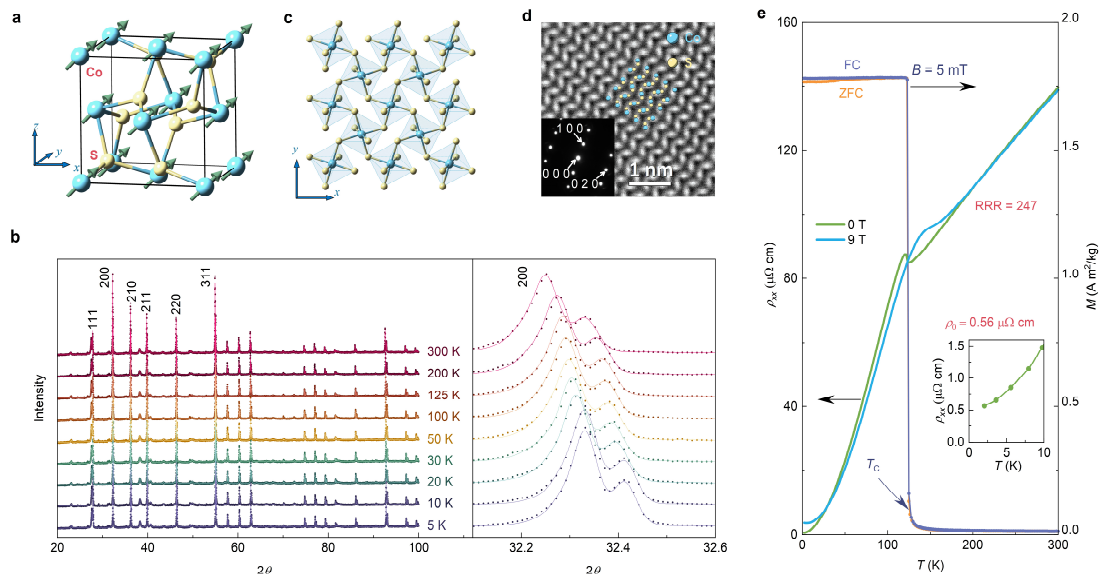 a
Co
S
z
y
x
c
y
x
d
Co
S
1 0 0
0 0 0
0 2 0
1 nm
b
Intensity
111
200
210
211
220
311
300 K
200 K
125 K
100 K
50 K
30 K
20 K
10 K
5 K
20
40
60
80
100
2θ
200
32.2
32.4
32.6
2θ
e
160
120
80
40
0
ρxx (μΩ cm)
FC
ZFC
B = 5 mT
0 T
9 T
RRR = 247
ρ0 = 0.56 μΩ cm
1.5
1.0
0.5
0.0
ρxx (μΩ cm)
0
5
10
T (K)
TC
2.0
1.5
1.0
0.5
0.0
M (A m²/kg)
0
100
200
300
T (K)